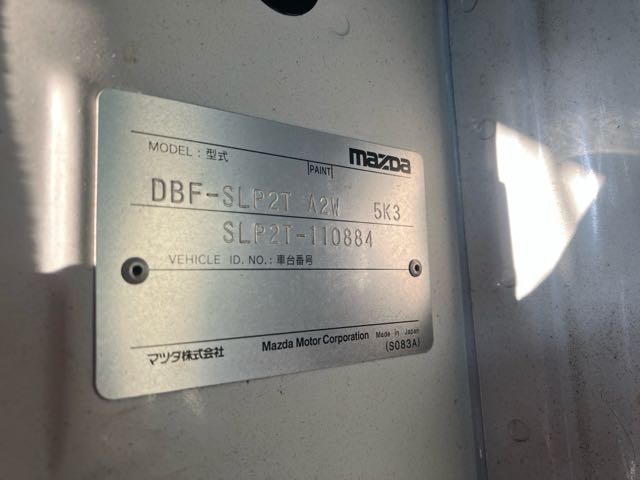 mazda
MODEL : 型式 PAINT
DBF-SLP2T A2W 5K3
SLP2T-110884
VEHICLE ID. NO. : 車台番号
マツダ株式会社 Mazda Motor Corporation Made in Japan
(S083A)